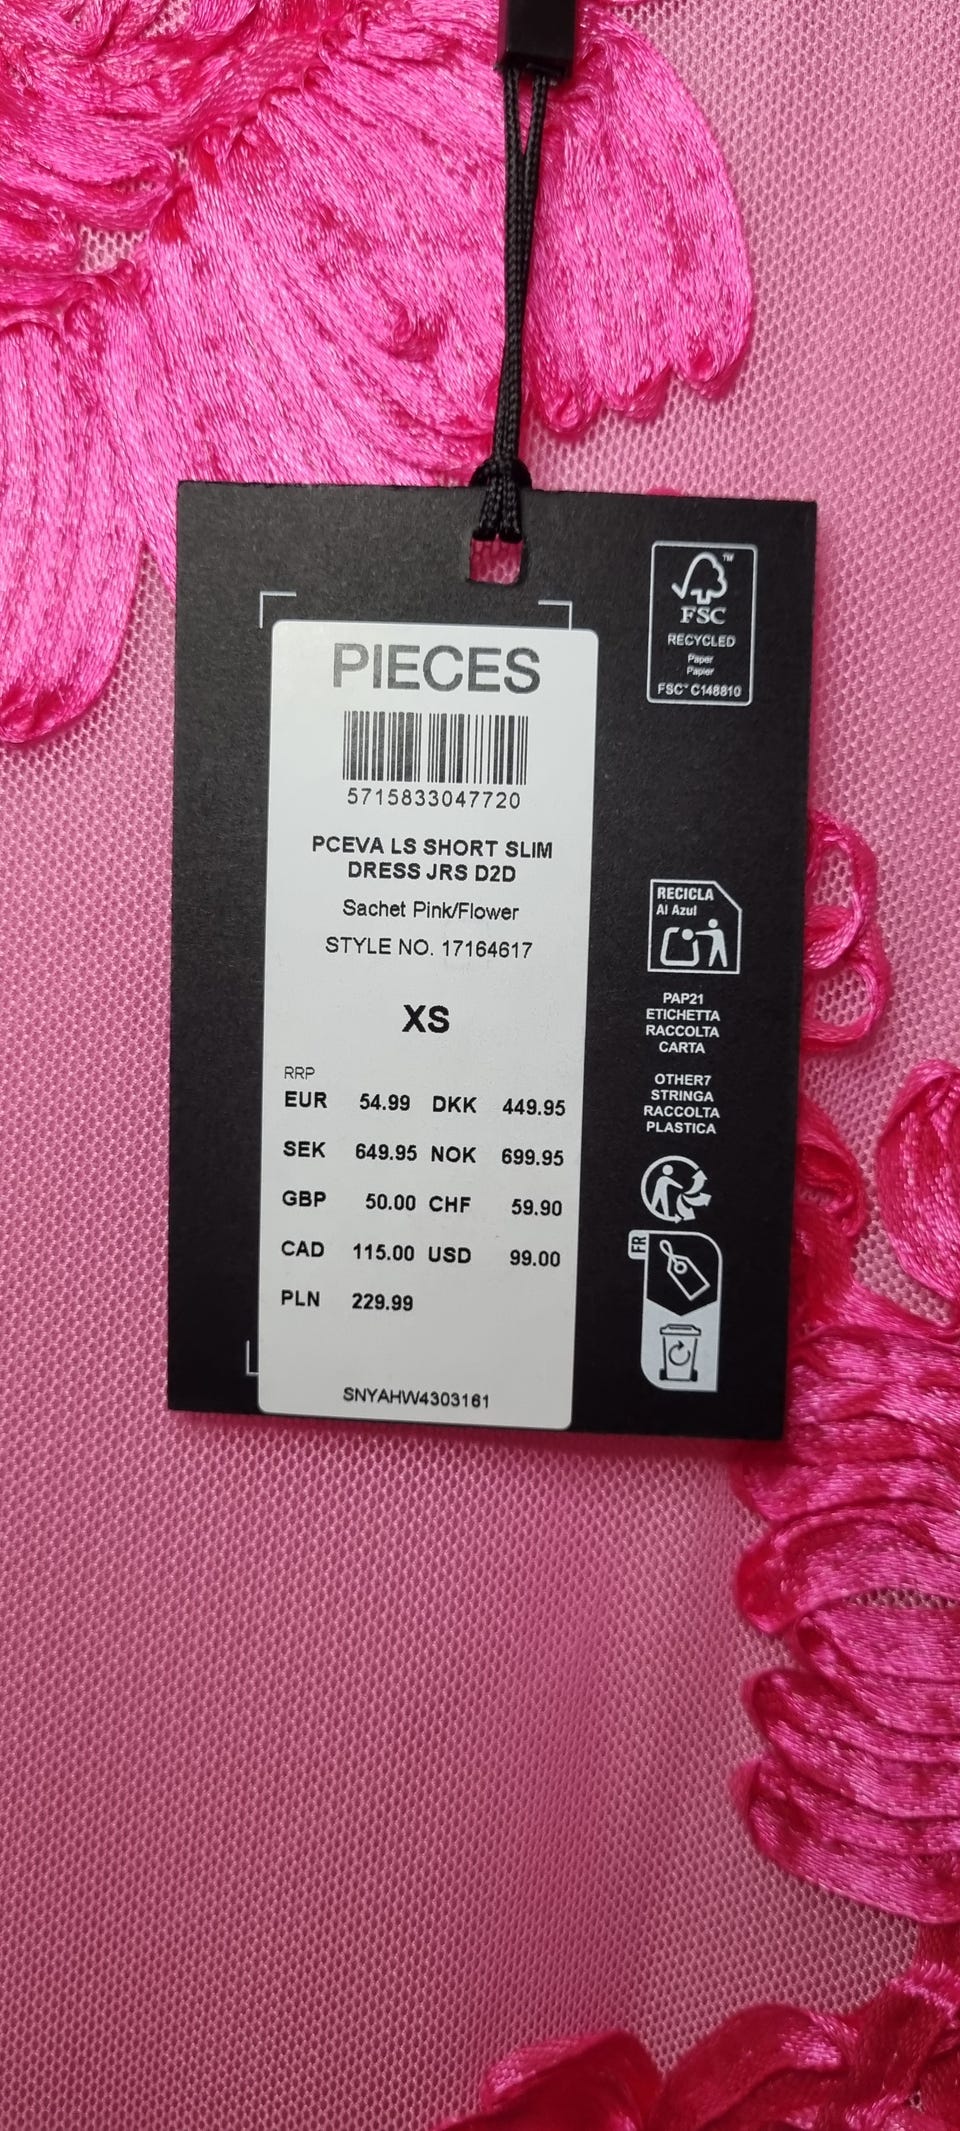 FSC™
RECYCLED
Paper
Papier
FSC™ C148810
PIECES
5715833047720
PCEVA LS SHORT SLIM
DRESS JRS D2D
Sachet Pink/Flower
STYLE NO. 17164617
XS
RRP
EUR 54.99 DKK 449.95
SEK 649.95 NOK 699.95
GBP 50.00 CHF 59.90
CAD 115.00 USD 99.00
PLN 229.99
SNYAHW4303161
RECICLA
Al Azul
PAP21
ETICHETTA
RACCOLTA
CARTA
OTHER7
STRINGA
RACCOLTA
PLASTICA
FR